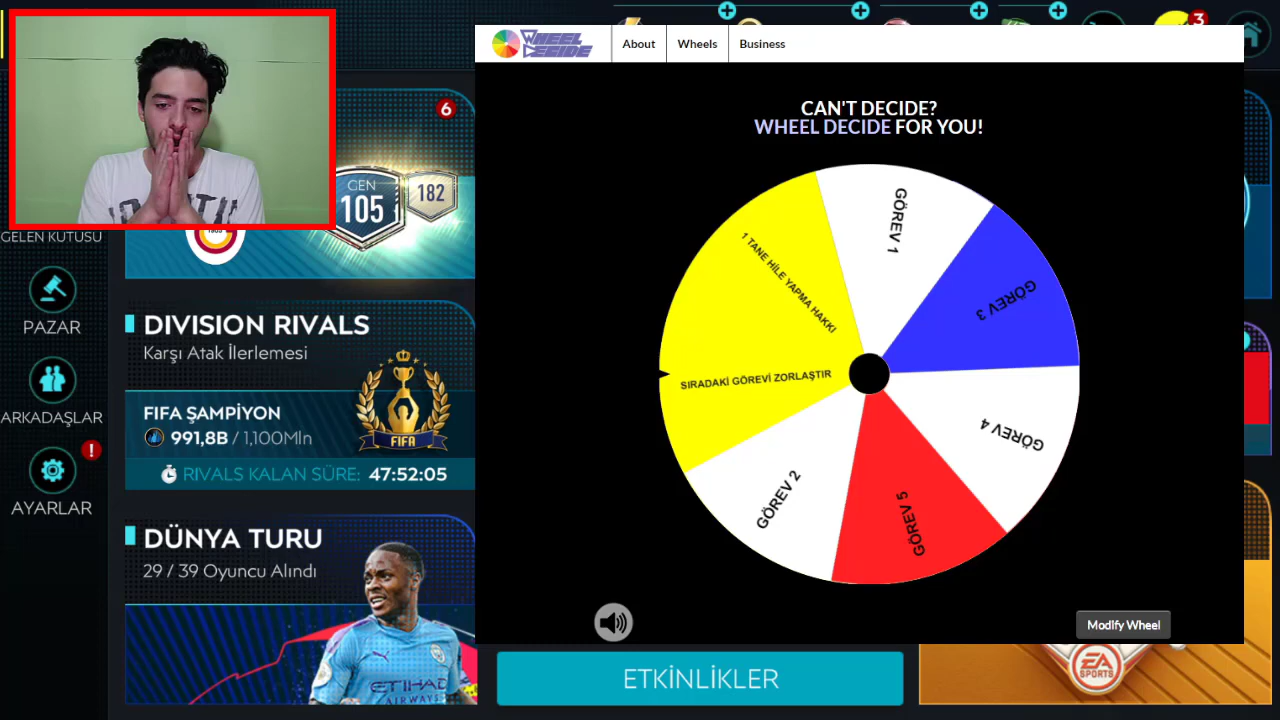 3
WHEEL
DECIDE
About
Wheels
Business
6
GEN
105
182
1905
GELEN KUTUSU
PAZAR
ARKADAŞLAR
!
AYARLAR
DIVISION RIVALS
Karşı Atak İlerlemesi
FIFA ŞAMPİYON
991,8B / 1,100Mln
FIFA
RIVALS KALAN SÜRE: 47:52:05
DÜNYA TURU
29 / 39 Oyuncu Alındı
ETIHAD
AIRWAYS
CAN'T DECIDE?
WHEEL DECIDE FOR YOU!
GÖREV 1
GÖREV 3
GÖREV 4
GÖREV 5
GÖREV 2
SIRADAKİ GÖREVİ ZORLAŞTIR
1 TANE HİLE YAPMA HAKKI
Modify Wheel
ETKİNLİKLER
EA
SPORTS